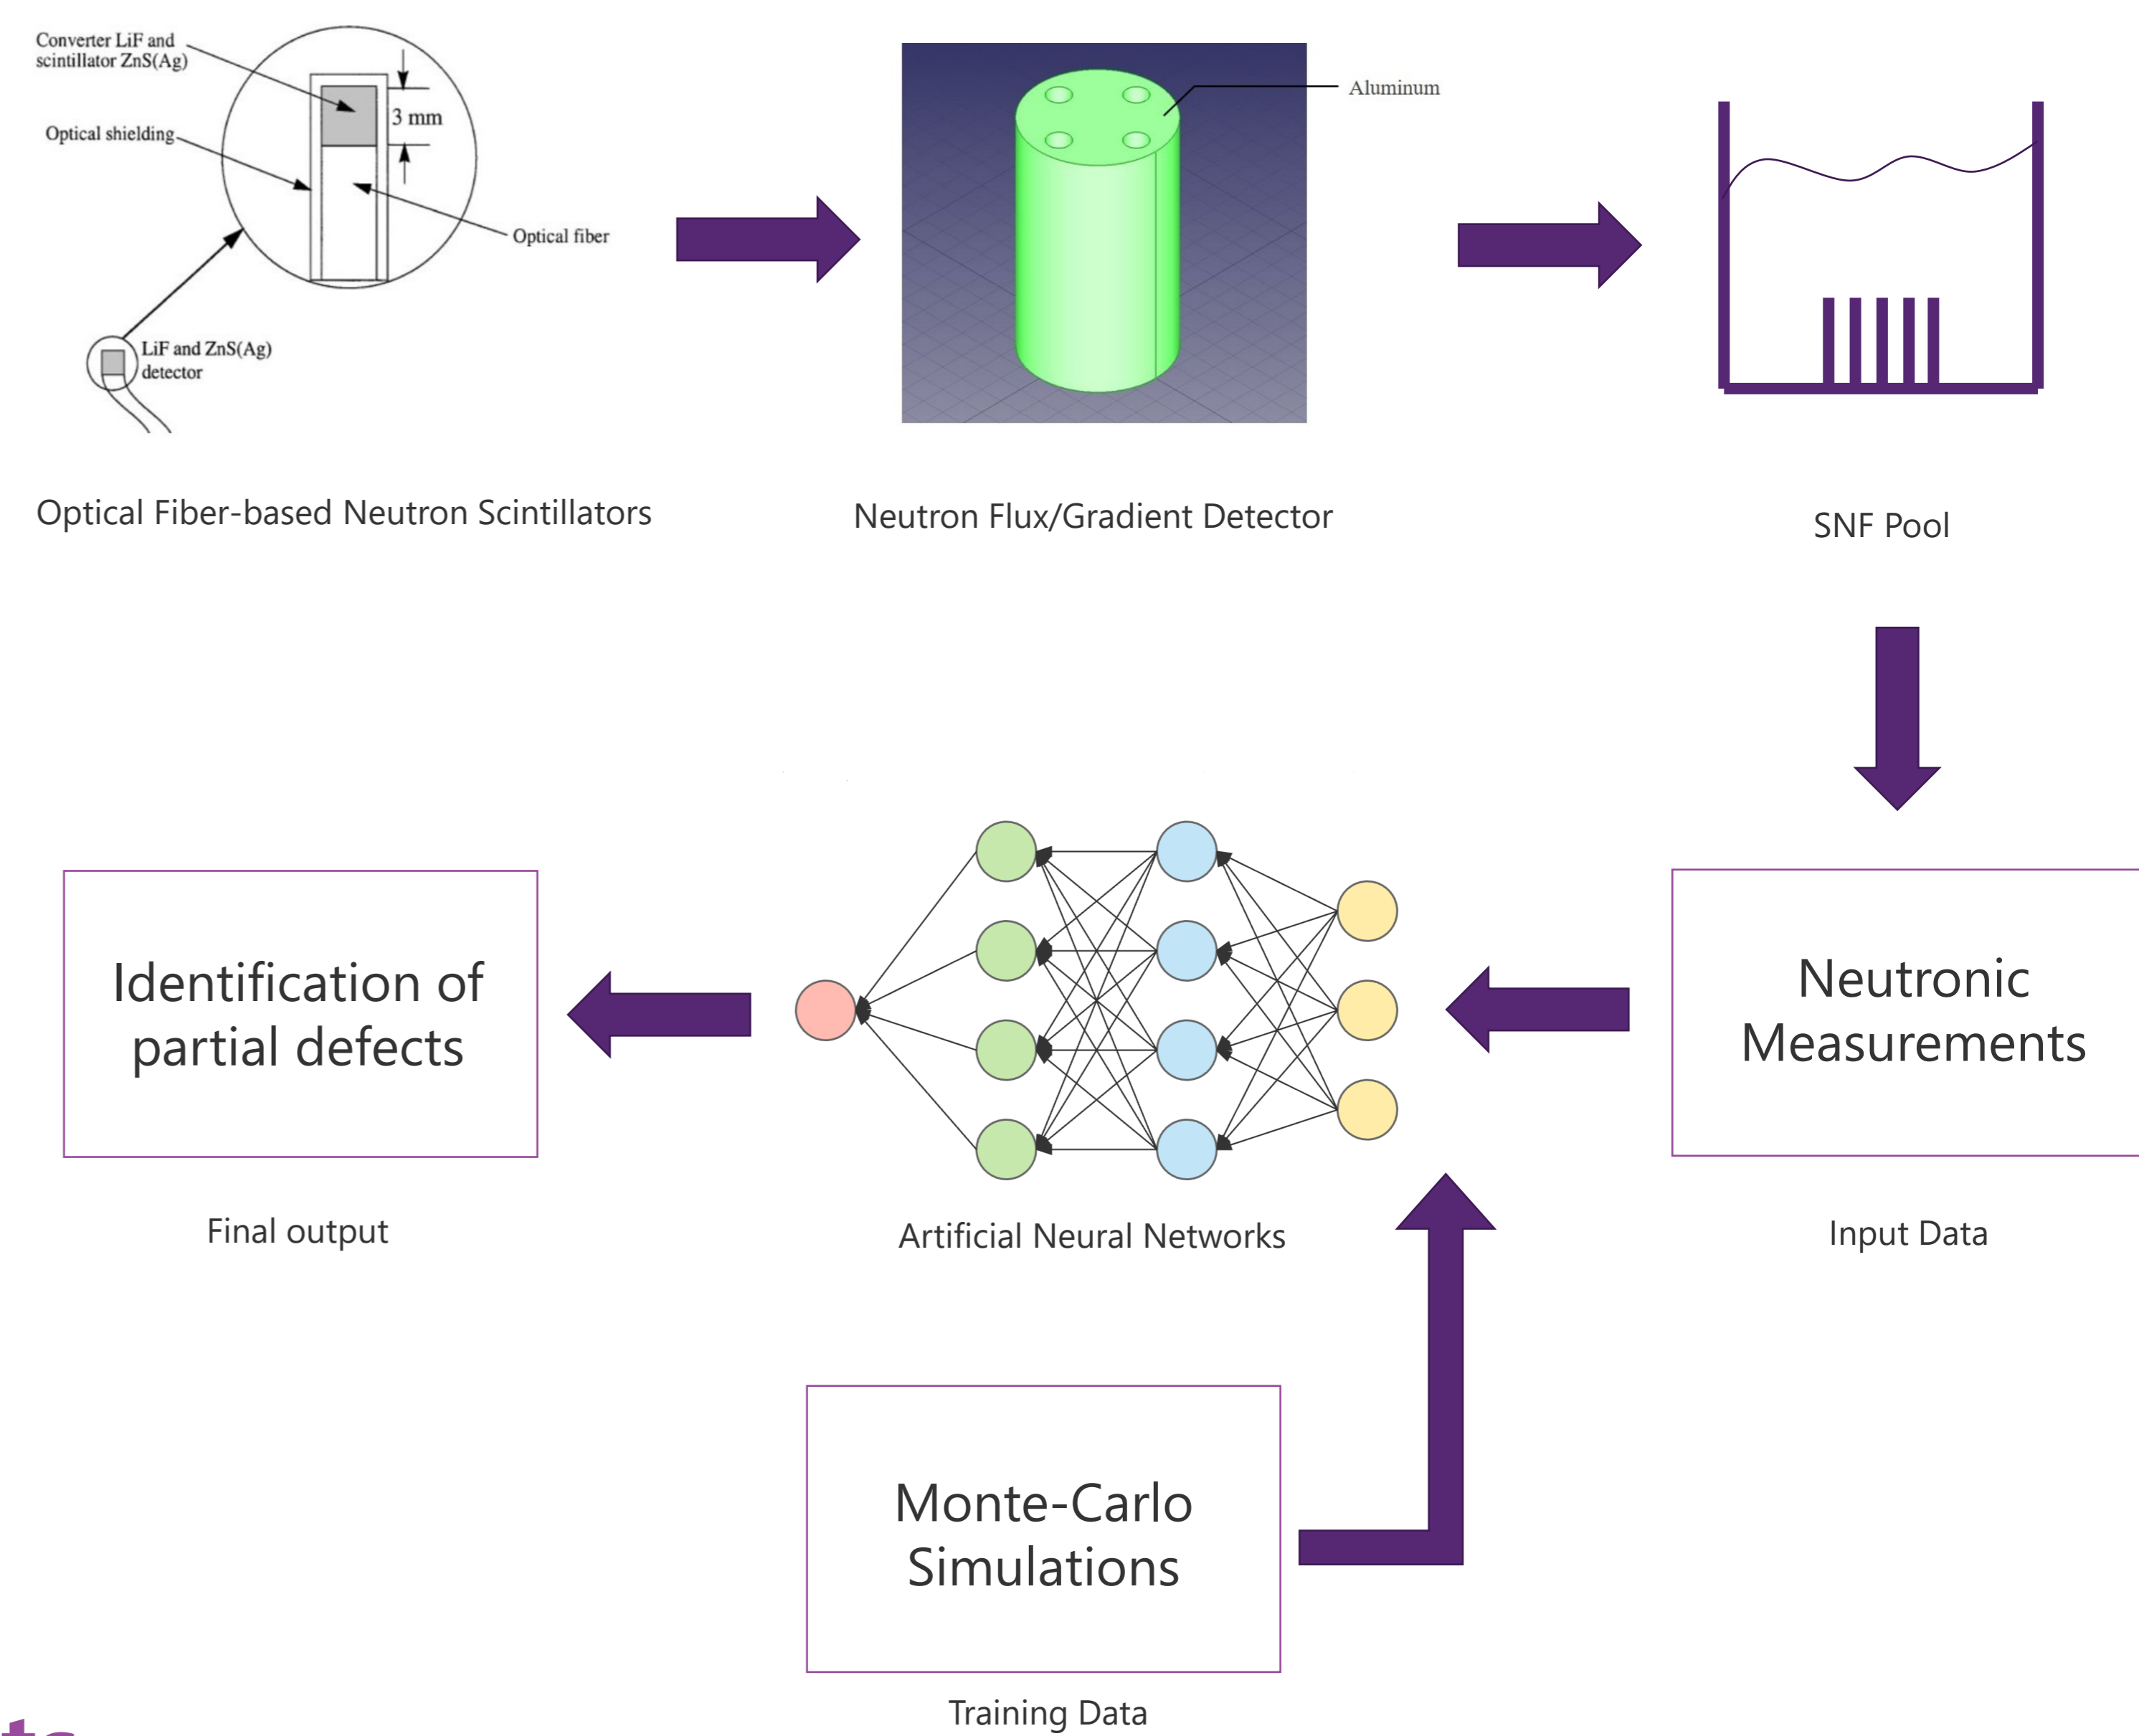 Converter LiF and
scintillator ZnS(Ag)
3 mm
Optical shielding
Optical fiber
LiF and ZnS(Ag)
detector
Aluminum
Optical Fiber-based Neutron Scintillators
Neutron Flux/Gradient Detector
SNF Pool
Identification of
partial defects
Neutronic
Measurements
Final output
Artificial Neural Networks
Input Data
Monte-Carlo
Simulations
Training Data